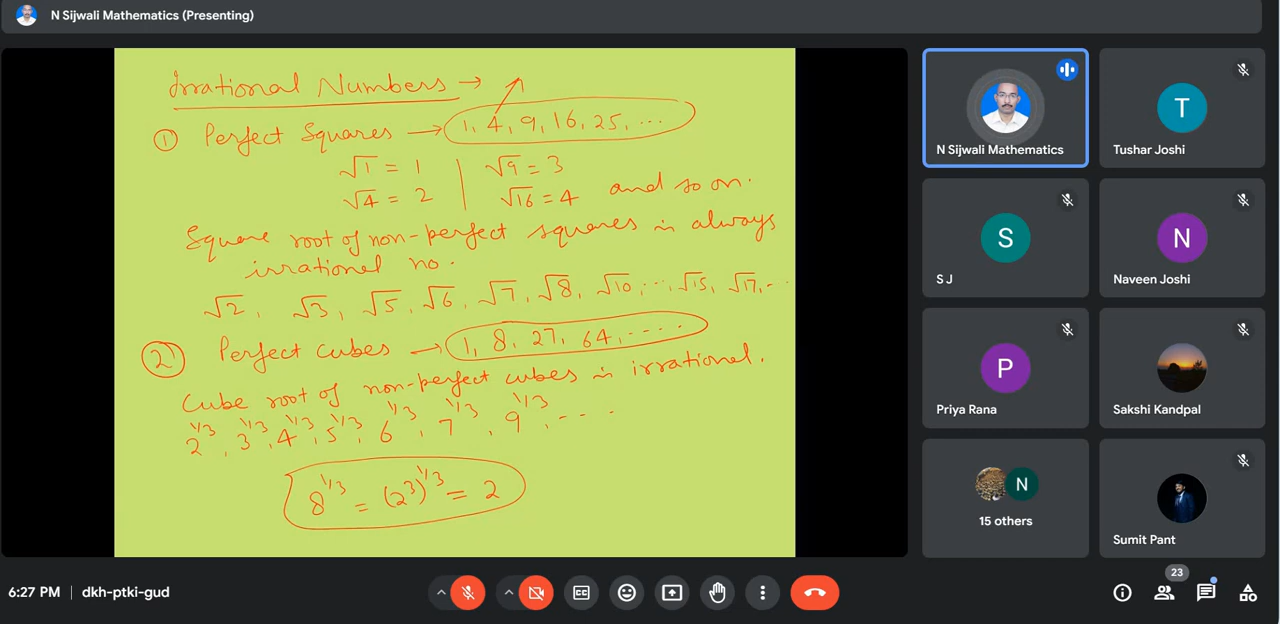 N Sijwali Mathematics (Presenting)
Irrational Numbers →
① Perfect Squares → 1, 4, 9, 16, 25, ...
√1 = 1 | √9 = 3
√4 = 2 | √16 = 4 and so on.
Square root of non-perfect squares is always
irrational no.
√2, √3, √5, √6, √7, √8, √10, ..., √15, √17, ...
② Perfect cubes → 1, 8, 27, 64, .....
Cube root of non-perfect cubes is irrational.
2^1/3, 3^1/3, 4^1/3, 5^1/3, 6^1/3, 7^1/3, 9^1/3, ....
8^1/3 = (2^3)^1/3 = 2
N Sijwali Mathematics
T
Tushar Joshi
S
S J
N
Naveen Joshi
P
Priya Rana
Sakshi Kandpal
N
15 others
Sumit Pant
6:27 PM | dkh-ptki-gud
CC
23